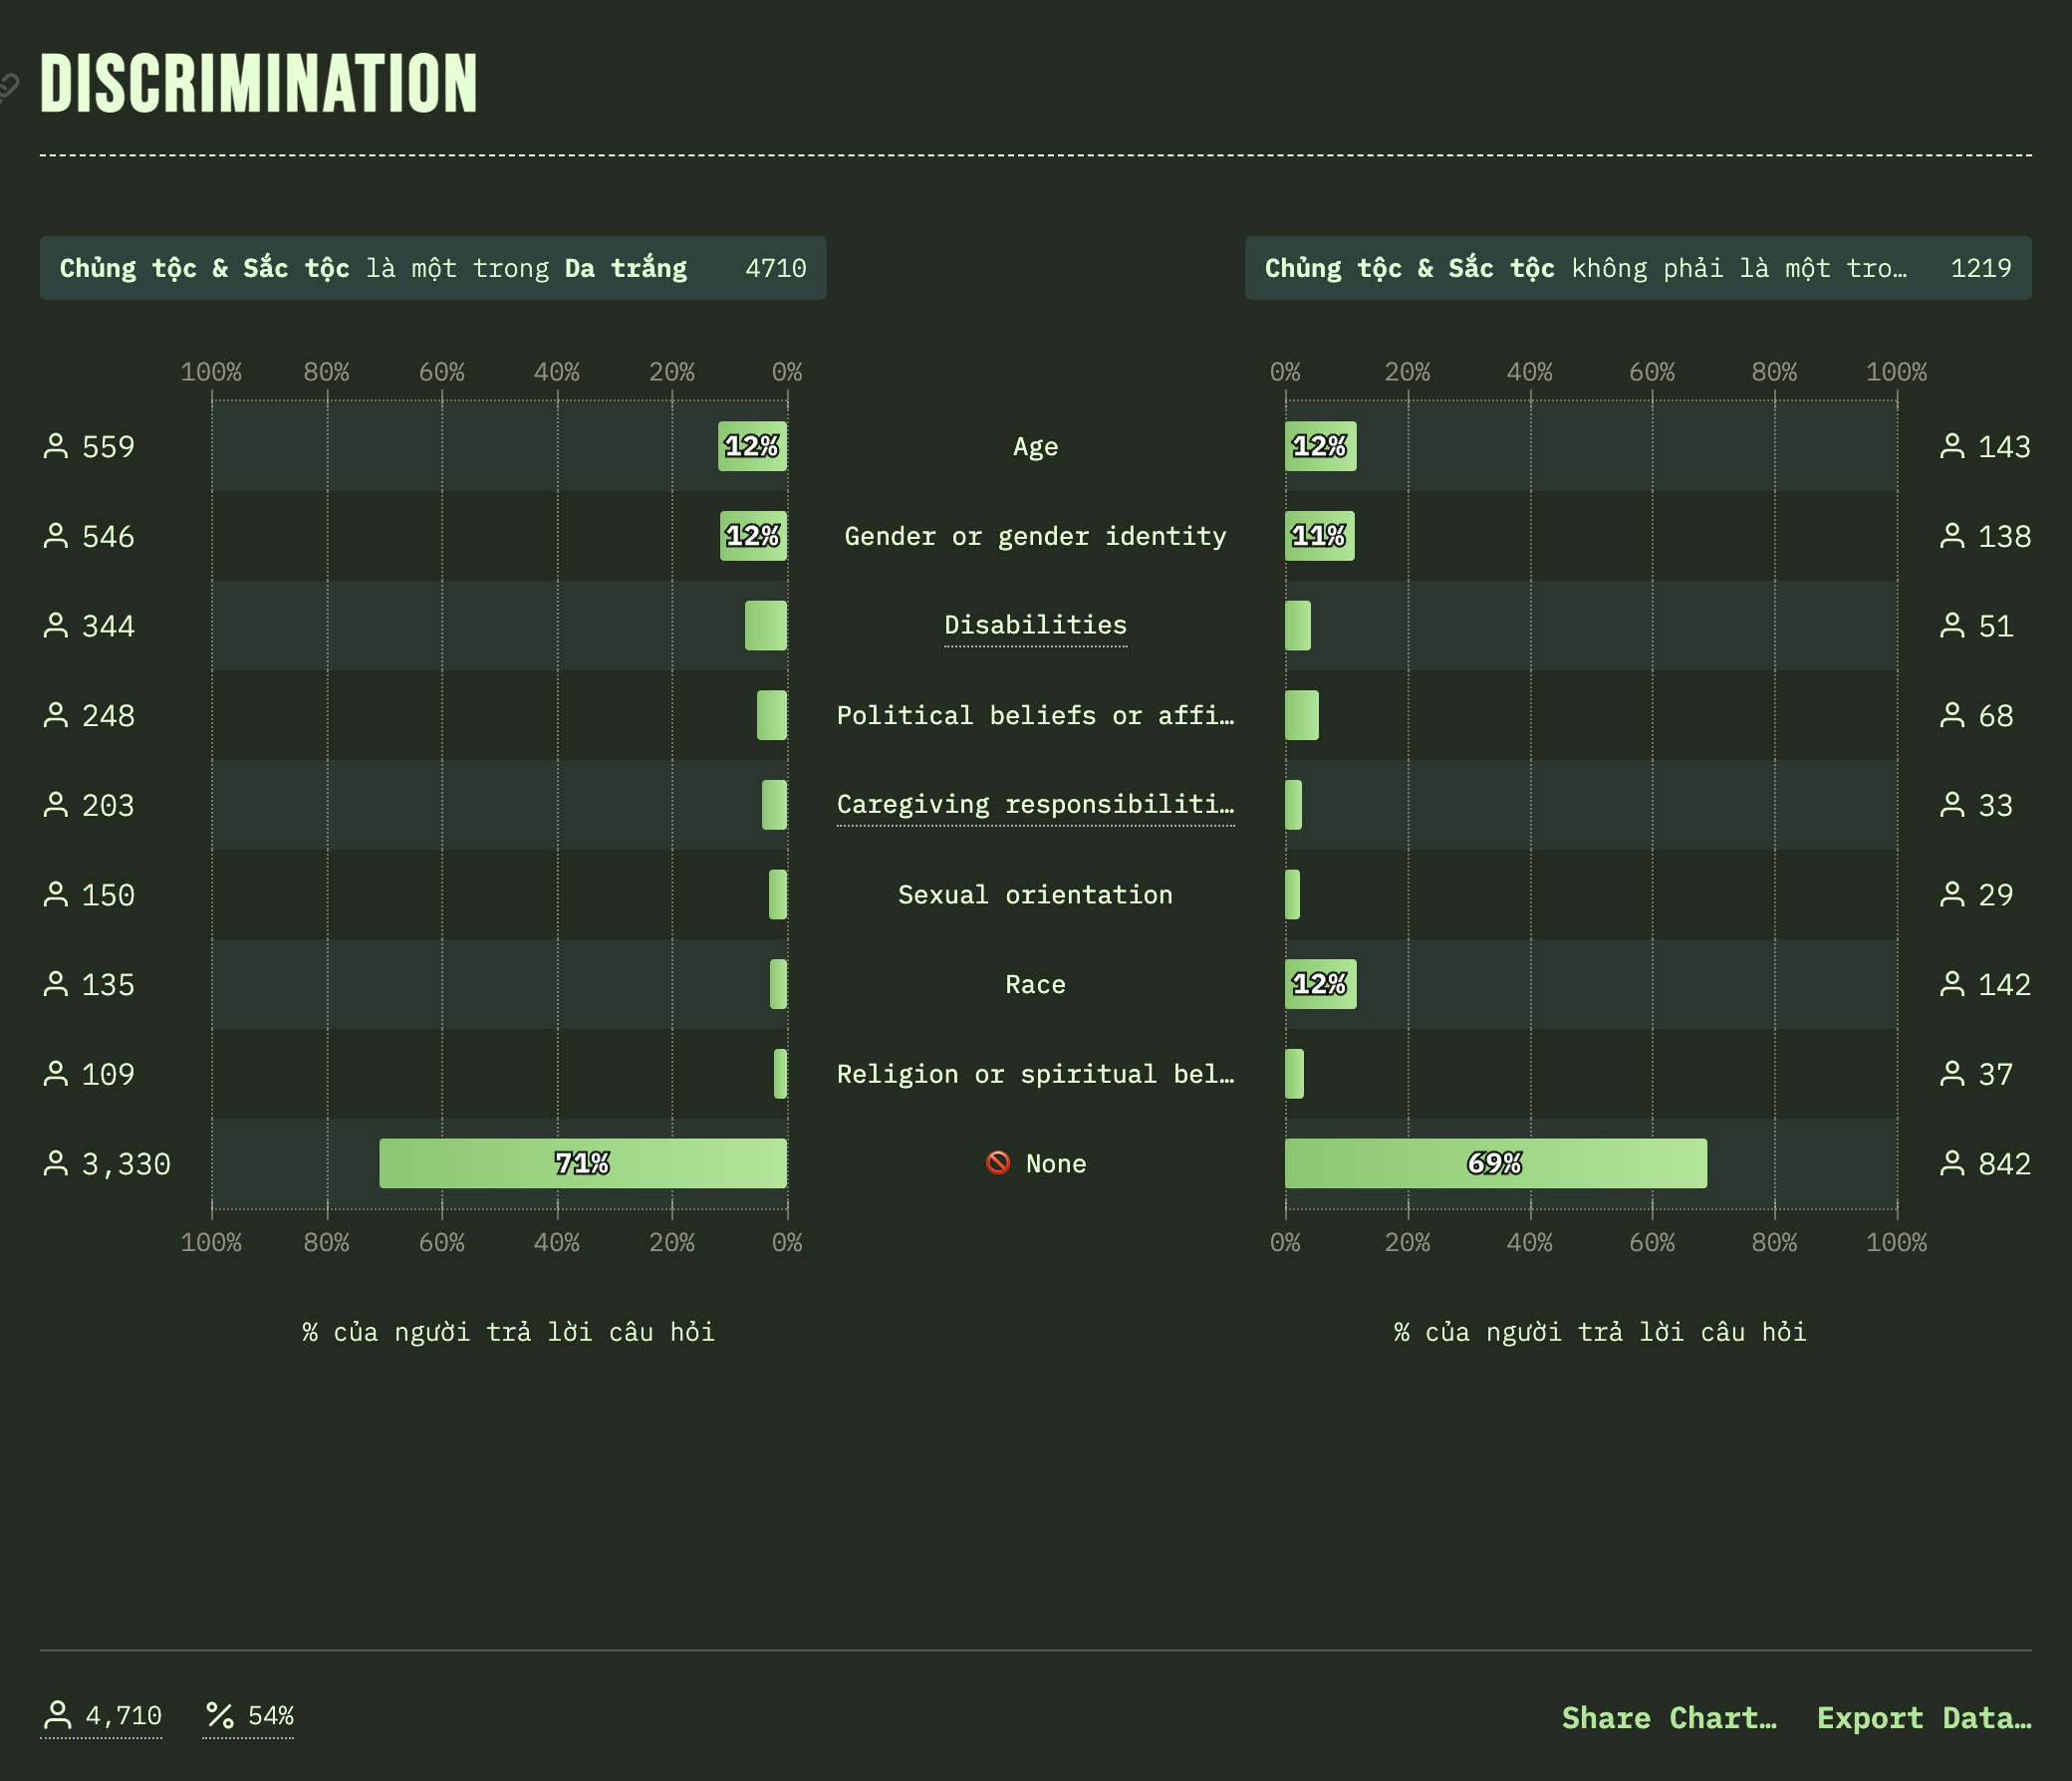 DISCRIMINATION
Chủng tộc & Sắc tộc là một trong Da trắng 4710
Chủng tộc & Sắc tộc không phải là một tro… 1219
100% 80% 60% 40% 20% 0%
0% 20% 40% 60% 80% 100%
559 12% Age 12% 143
546 12% Gender or gender identity 11% 138
344 Disabilities 51
248 Political beliefs or affi… 68
203 Caregiving responsibiliti… 33
150 Sexual orientation 29
135 Race 12% 142
109 Religion or spiritual bel… 37
3,330 71% 🚫 None 69% 842
100% 80% 60% 40% 20% 0%
0% 20% 40% 60% 80% 100%
% của người trả lời câu hỏi
% của người trả lời câu hỏi
4,710 % 54%
Share Chart… Export Data…